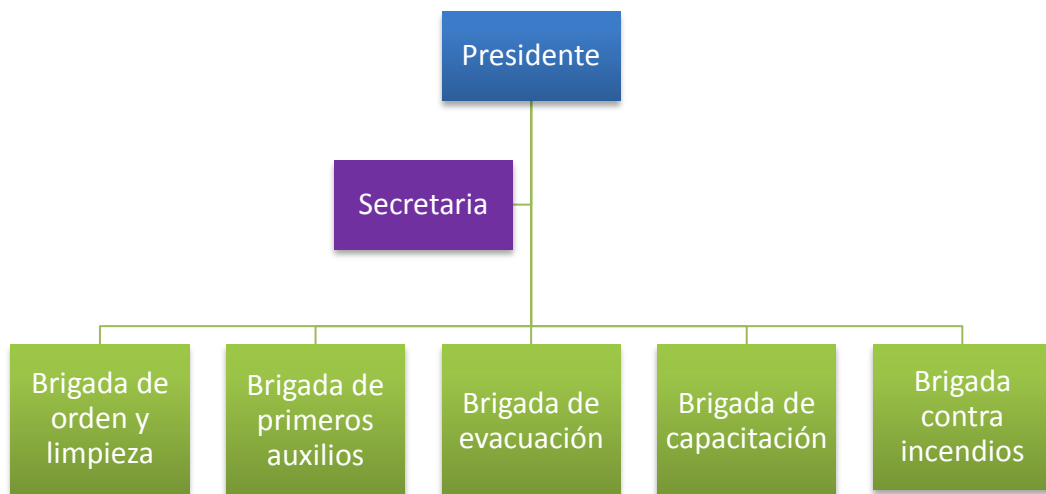 Presidente
Secretaria
Brigada de
orden y
limpieza
Brigada de
primeros
auxilios
Brigada de
evacuación
Brigada de
capacitación
Brigada
contra
incendios